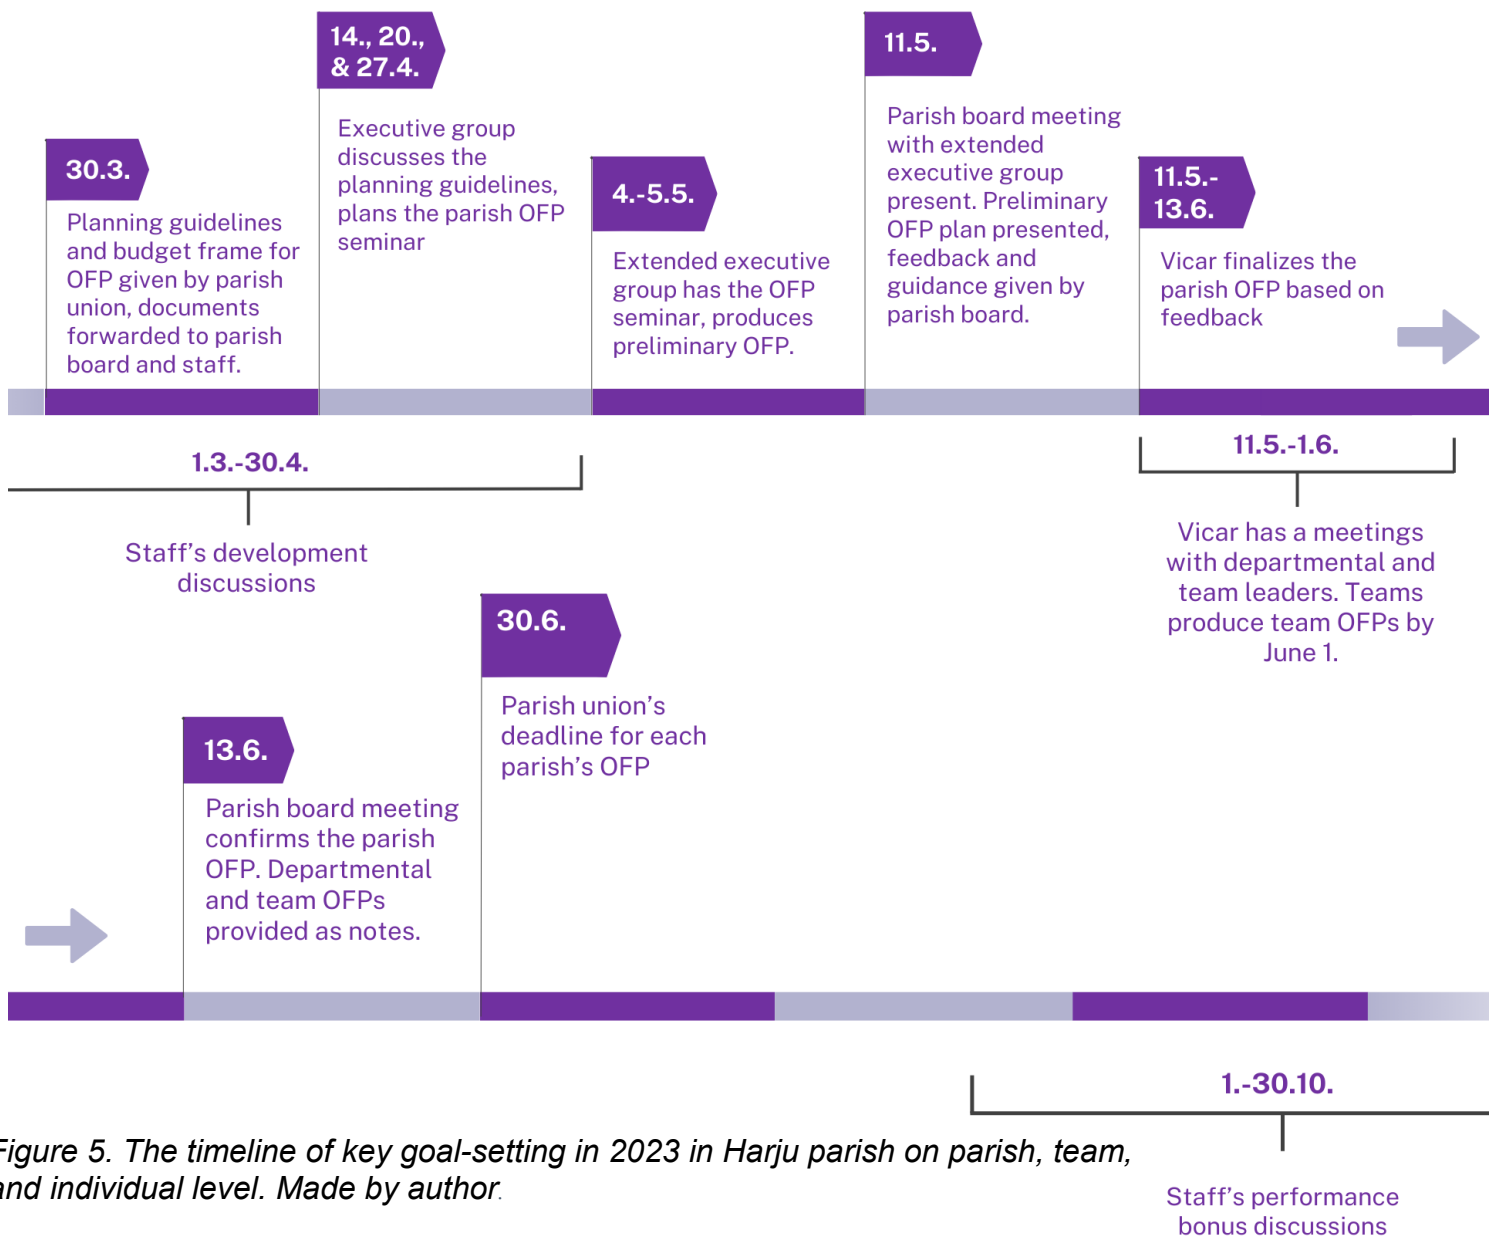 30.3.
Planning guidelines
and budget frame for
OFP given by parish
union, documents
forwarded to parish
board and staff.
14., 20.,
& 27.4.
Executive group
discusses the
planning guidelines,
plans the parish OFP
seminar
4.-5.5.
Extended executive
group has the OFP
seminar, produces
preliminary OFP.
11.5.
Parish board meeting
with extended
executive group
present. Preliminary
OFP plan presented,
feedback and
guidance given by
parish board.
11.5.-
13.6.
Vicar finalizes the
parish OFP based on
feedback
1.3.-30.4.
Staff’s development
discussions
11.5.-1.6.
Vicar has a meetings
with departmental and
team leaders. Teams
produce team OFPs by
June 1.
13.6.
Parish board meeting
confirms the parish
OFP. Departmental
and team OFPs
provided as notes.
30.6.
Parish union’s
deadline for each
parish’s OFP
1.-30.10.
Staff’s performance
bonus discussions
Figure 5. The timeline of key goal-setting in 2023 in Harju parish on parish, team,
and individual level. Made by author.